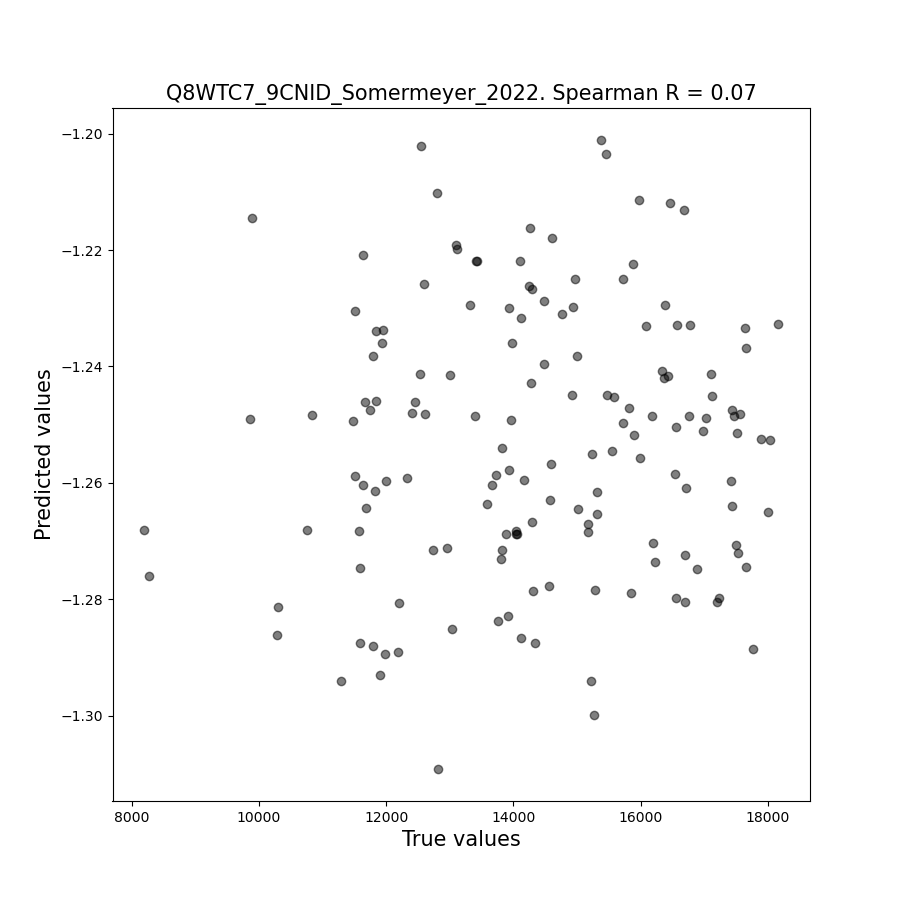 Q8WTC7_9CNID_Somermeyer_2022. Spearman R = 0.07
Predicted values
−1.20
−1.22
−1.24
−1.26
−1.28
−1.30
8000 10000 12000 14000 16000 18000
True values